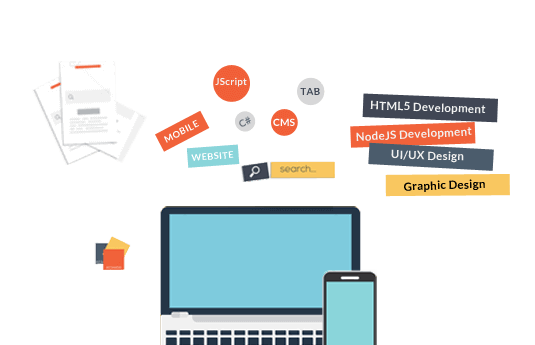 JScript
TAB
C#
CMS
MOBILE
WEBSITE
search...
HTML5 Development
NodeJS Development
UI/UX Design
Graphic Design